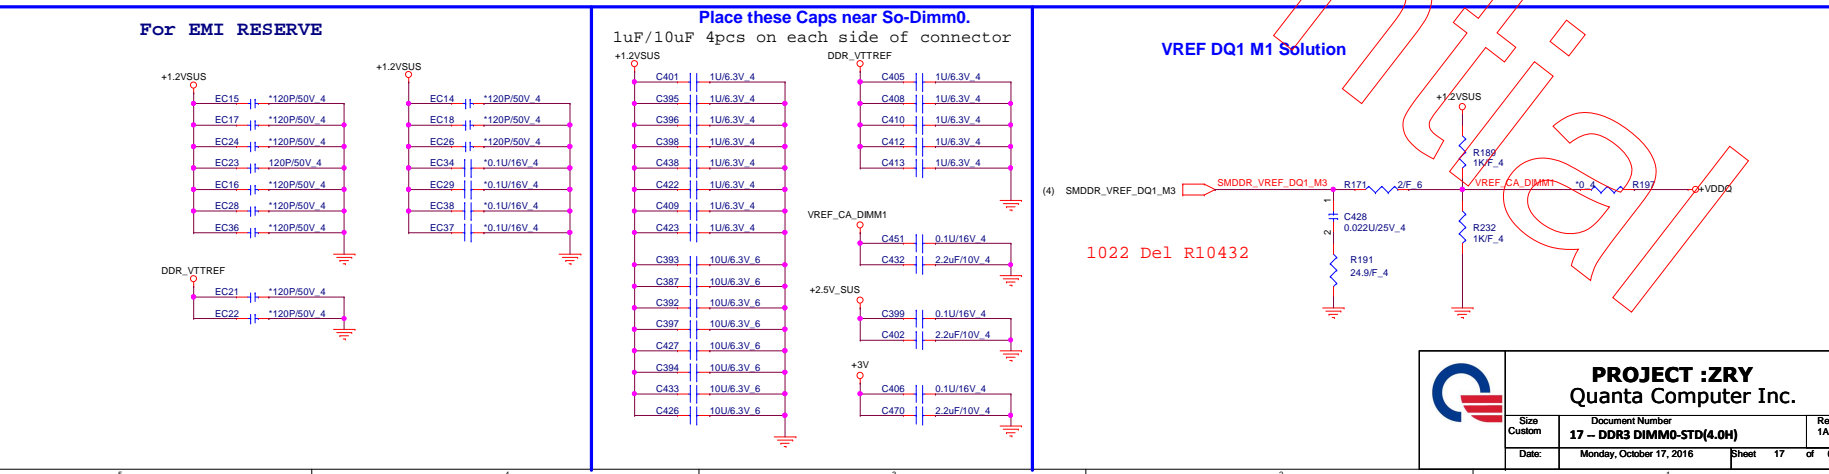 For EMI RESERVE
+1.2VSUS
EC15 *120P/50V_4
EC17 *120P/50V_4
EC24 *120P/50V_4
EC23 120P/50V_4
EC16 *120P/50V_4
EC28 *120P/50V_4
EC36 *120P/50V_4
DDR_VTTREF
EC21 *120P/50V_4
EC22 *120P/50V_4
+1.2VSUS
EC14 *120P/50V_4
EC18 *120P/50V_4
EC26 *120P/50V_4
EC34 *0.1U/16V_4
EC29 *0.1U/16V_4
EC38 *0.1U/16V_4
EC37 *0.1U/16V_4
Place these Caps near So-Dimm0.
1uF/10uF 4pcs on each side of connector
+1.2VSUS
C401 1U/6.3V_4
C395 1U/6.3V_4
C396 1U/6.3V_4
C398 1U/6.3V_4
C438 1U/6.3V_4
C422 1U/6.3V_4
C409 1U/6.3V_4
C423 1U/6.3V_4
C393 10U/6.3V_6
C387 10U/6.3V_6
C392 10U/6.3V_6
C397 10U/6.3V_6
C427 10U/6.3V_6
C394 10U/6.3V_6
C433 10U/6.3V_6
C426 10U/6.3V_6
DDR_VTTREF
C405 1U/6.3V_4
C408 1U/6.3V_4
C410 1U/6.3V_4
C412 1U/6.3V_4
C413 1U/6.3V_4
VREF_CA_DIMM1
C451 0.1U/16V_4
C432 2.2uF/10V_4
+2.5V_SUS
C399 0.1U/16V_4
C402 2.2uF/10V_4
+3V
C406 0.1U/16V_4
C470 2.2uF/10V_4
VREF DQ1 M1 Solution
+1.2VSUS
R189
1K/F_4
(4) SMDDR_VREF_DQ1_M3 SMDDR_VREF_DQ1_M3 R171 2/F_6 VREF_CA_DIMM1 *0_4 R197 +VDDQ
1
C428
0.022U/25V_4
2
R232
1K/F_4
1022 Del R10432
R191
24.9/F_4
PROJECT :ZRY
Quanta Computer Inc.
Size
Custom
Document Number
17 -- DDR3 DIMM0-STD(4.0H)
1A
Date: Monday, October 17, 2016 Sheet 17 of